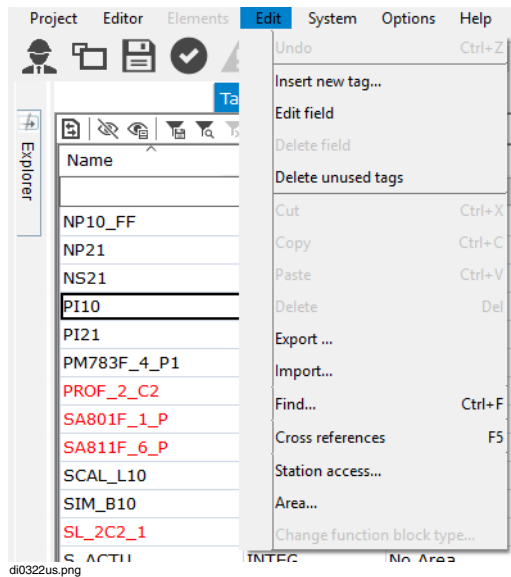 Project Editor Elements Edit System Options Help
Undo Ctrl+Z
Insert new tag...
Edit field
Delete field
Delete unused tags
Cut Ctrl+X
Copy Ctrl+C
Paste Ctrl+V
Delete Del
Export ...
Import...
Find... Ctrl+F
Cross references F5
Station access...
Area...
Change function block type...
Ta
Explorer
Name
NP10_FF
NP21
NS21
PI10
PI21
PM783F_4_P1
PROF_2_C2
SA801F_1_P
SA811F_6_P
SCAL_L10
SIM_B10
SL_2C2_1
S_ACTU INTEG No Area
di0322us.png